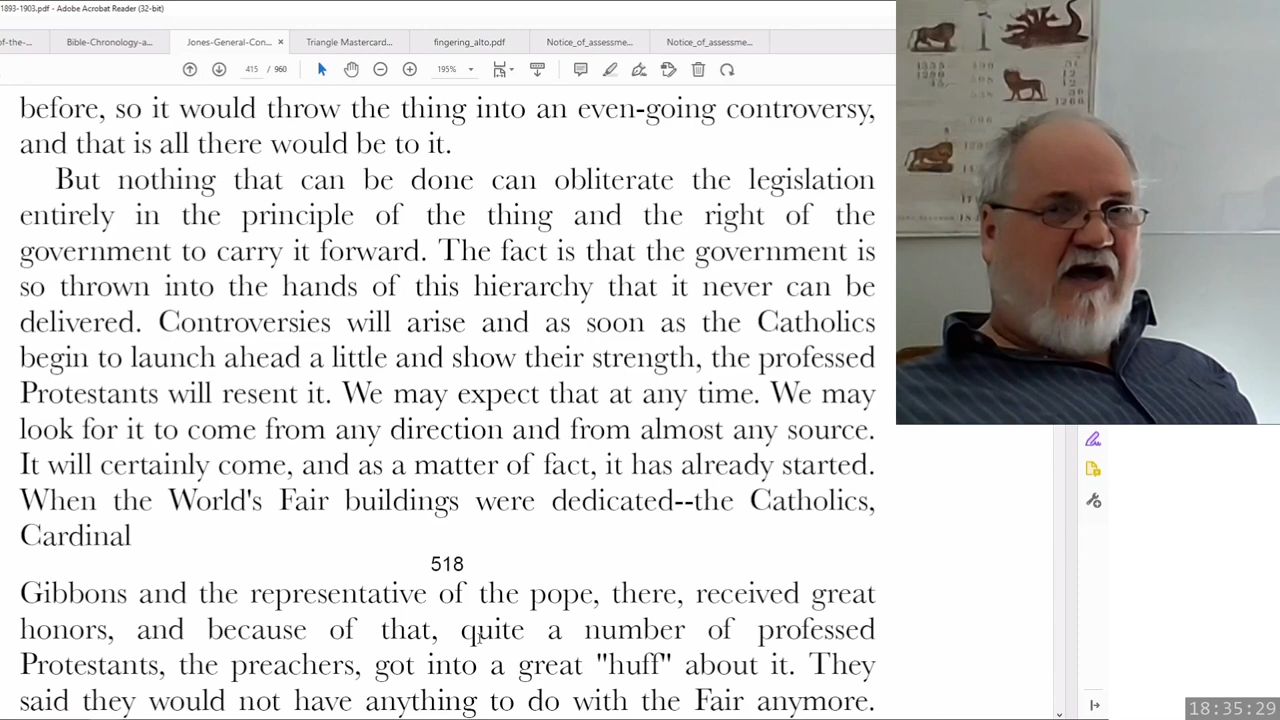 1893-1903.pdf - Adobe Acrobat Reader (32-bit)
of-the-...
Bible-Chronology-a...
Jones-General-Con...
Triangle Mastercard...
fingering_alto.pdf
Notice_of_assessme...
Notice_of_assessme...
415 / 960
195%
before, so it would throw the thing into an even-going controversy,
and that is all there would be to it.
But nothing that can be done can obliterate the legislation
entirely in the principle of the thing and the right of the
government to carry it forward. The fact is that the government is
so thrown into the hands of this hierarchy that it never can be
delivered. Controversies will arise and as soon as the Catholics
begin to launch ahead a little and show their strength, the professed
Protestants will resent it. We may expect that at any time. We may
look for it to come from any direction and from almost any source.
It will certainly come, and as a matter of fact, it has already started.
When the World's Fair buildings were dedicated--the Catholics,
Cardinal
518
Gibbons and the representative of the pope, there, received great
honors, and because of that, quite a number of professed
Protestants, the preachers, got into a great "huff" about it. They
said they would not have anything to do with the Fair anymore.
18:35:29